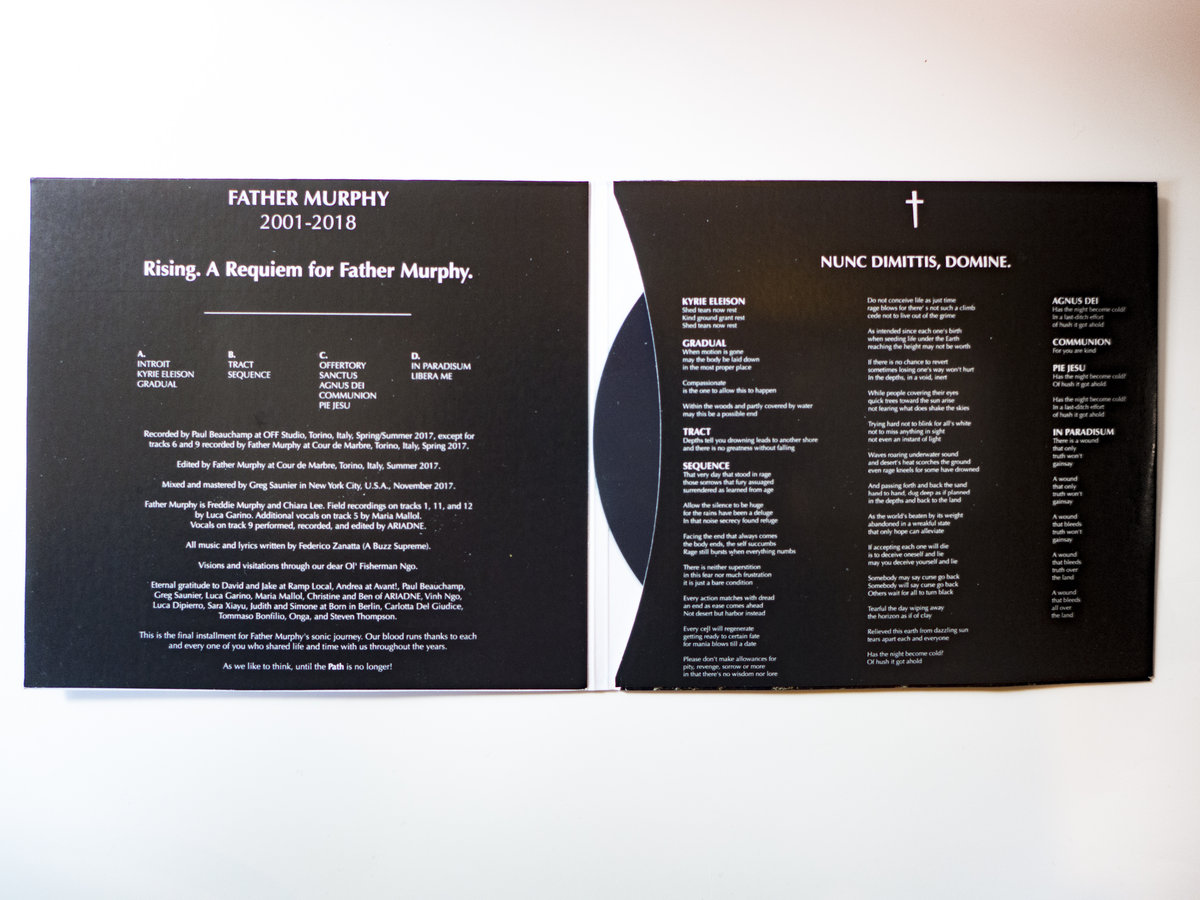 FATHER MURPHY
2001-2018
Rising. A Requiem for Father Murphy.
A.
INTROIT
KYRIE ELEISON
GRADUAL
B.
TRACT
SEQUENCE
C.
OFFERTORY
SANCTUS
AGNUS DEI
COMMUNION
PIE JESU
D.
IN PARADISUM
LIBERA ME
Recorded by Paul Beauchamp at OFF Studio, Torino, Italy, Spring/Summer 2017, except for
tracks 6 and 9 recorded by Father Murphy at Cour de Marbre, Torino, Italy, Spring 2017.
Edited by Father Murphy at Cour de Marbre, Torino, Italy, Summer 2017.
Mixed and mastered by Greg Saunier in New York City, U.S.A., November 2017.
Father Murphy is Freddie Murphy and Chiara Lee. Field recordings on tracks 1, 11, and 12
by Luca Garino. Additional vocals on track 5 by Maria Mallol.
Vocals on track 9 performed, recorded, and edited by ARIADNE.
All music and lyrics written by Federico Zanatta (A Buzz Supreme).
Visions and visitations through our dear Ol' Fisherman Ngo.
Eternal gratitude to David and Jake at Ramp Local, Andrea at Avant!, Paul Beauchamp,
Greg Saunier, Luca Garino, Maria Mallol, Christine and Ben of ARIADNE, Vinh Ngo,
Luca Dipierro, Sara Xiayu, Judith and Simone at Born in Berlin, Carlotta Del Giudice,
Tommaso Bonfilio, Onga, and Steven Thompson.
This is the final installment for Father Murphy's sonic journey. Our blood runs thanks to each
and every one of you who shared life and time with us throughout the years.
As we like to think, until the Path is no longer!
NUNC DIMITTIS, DOMINE.
KYRIE ELEISON
Shed tears now rest
Kind ground grant rest
Shed tears now rest
GRADUAL
When motion is gone
may the body be laid down
in the most proper place
Compassionate
is the one to allow this to happen
Within the woods and partly covered by water
may this be a possible end
TRACT
Depths tell you drowning leads to another shore
and there is no greatness without falling
SEQUENCE
That very day that stood in rage
those sorrows that fury assuaged
surrendered as learned from age
Allow the silence to be huge
for the rains have been a deluge
In that noise secrecy found refuge
Facing the end that always comes
the body ends, the self succumbs
Rage still bursts when everything numbs
There is neither superstition
in this fear nor much frustration
it is just a bare condition
Every action matches with dread
an end as ease comes ahead
Not desert but harbor instead
Every cell will regenerate
getting ready to certain fate
for mania blows till a date
Please don't make allowances for
pity, revenge, sorrow or more
in that there's no wisdom nor lore
Do not conceive life as just time
rage blows for there' s not such a climb
cede not to live out of the grime
As intended since each one's birth
when seeding life under the Earth
reaching the height may not be worth
If there is no chance to revert
sometimes losing one's way won't hurt
In the depths, in a void, inert
While people covering their eyes
quick trees toward the sun arise
not fearing what does shake the skies
Trying hard not to blink for all's white
not to miss anything in sight
not even an instant of light
Waves roaring underwater sound
and desert's heat scorches the ground
even rage kneels for some have drowned
And passing forth and back the sand
hand to hand, dug deep as if planned
in the depths and back to the land
As the world's beaten by its weight
abandoned in a wreakful state
that only hope can alleviate
If accepting each one will die
is to deceive oneself and lie
may you deceive yourself and lie
Somebody may say curse go back
Somebody will say curse go back
Others wait for all to turn black
Tearful the day wiping away
the horizon as if of clay
Relieved this earth from dazzling sun
tears apart each and everyone
Has the night become cold?
Of hush it got ahold
AGNUS DEI
Has the night become cold?
In a last-ditch effort
of hush it got ahold
COMMUNION
For you are kind
PIE JESU
Has the night become cold?
Of hush it got ahold
Has the night become cold?
In a last-ditch effort
of hush it got ahold
IN PARADISUM
There is a wound
that only
truth won't
gainsay
A wound
that only
truth won't
gainsay
A wound
that bleeds
truth won't
gainsay
A wound
that bleeds
truth over
the land
A wound
that bleeds
all over
the land